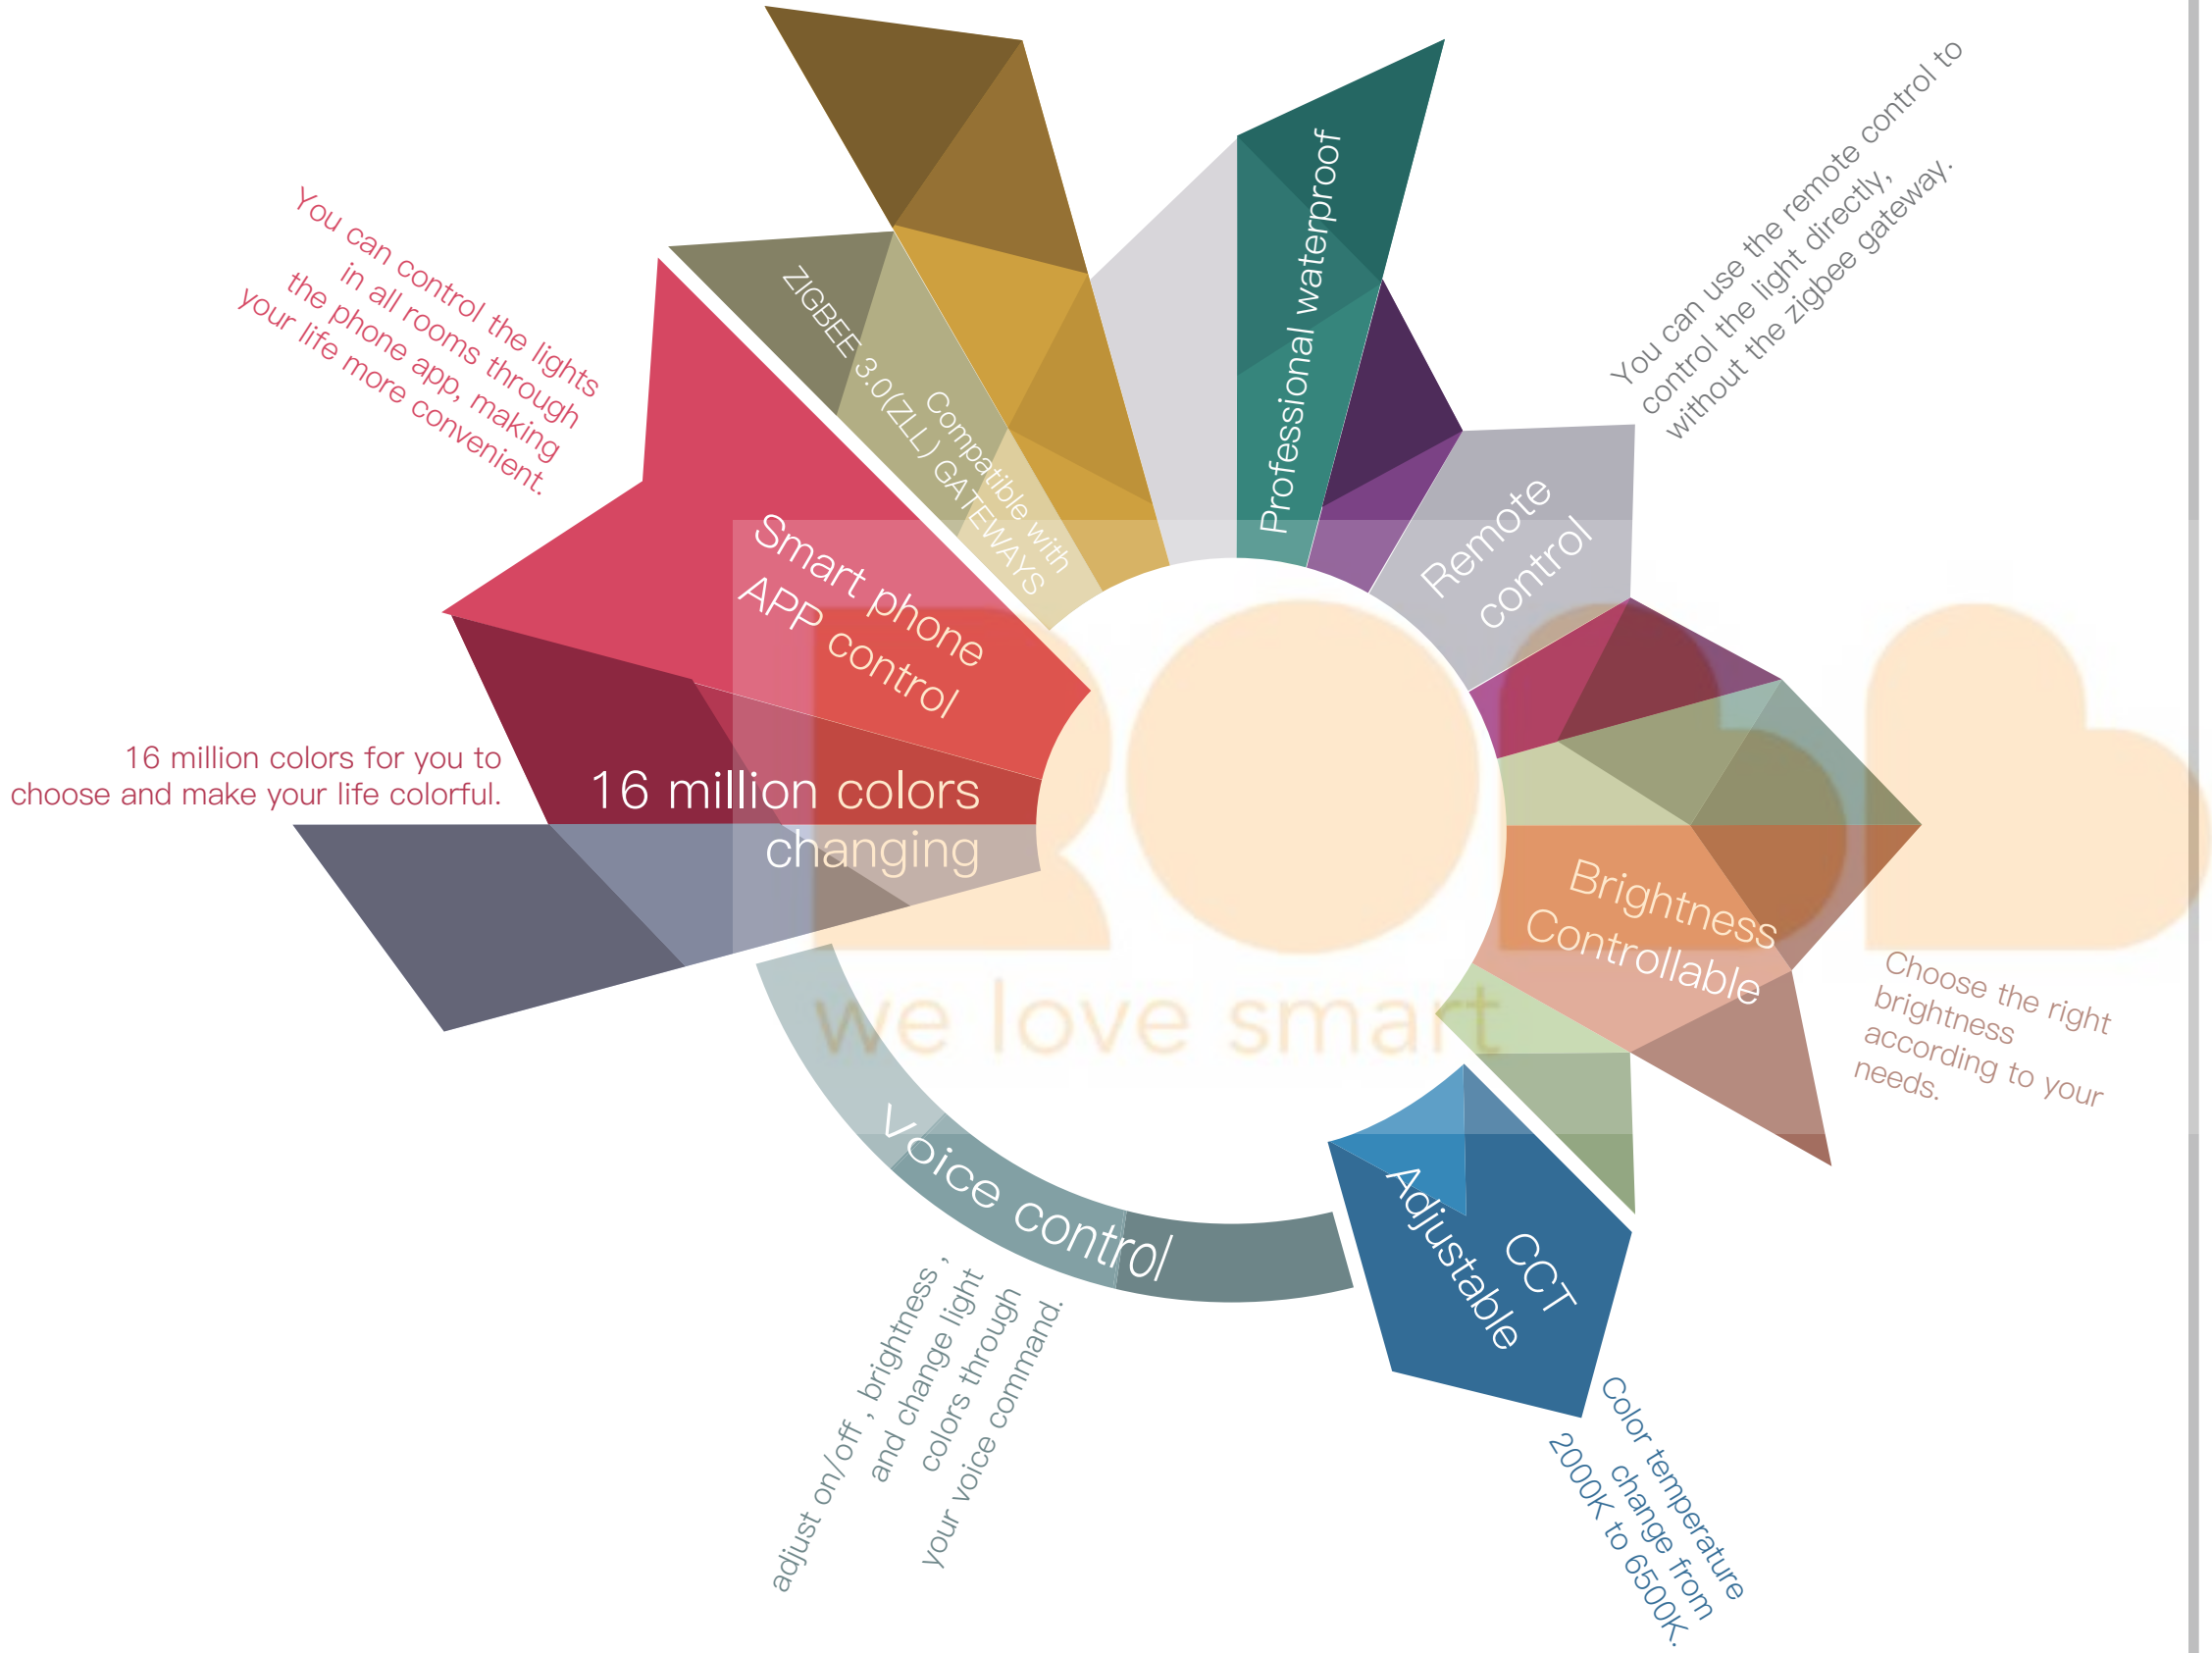 Professional waterproof
You can use the remote control to
control the light directly,
without the zigbee gateway.
Remote
control
Compatible with
ZIGBEE 3.0(ZLL) GATEWAYS
You can control the lights
in all rooms through
the phone app, making
your life more convenient.
Smart phone
APP control
16 million colors for you to
choose and make your life colorful.
16 million colors
changing
Brightness
Controllable
Choose the right
brightness
according to your
needs.
we love smart
Voice control
adjust on/off , brightness ,
and change light
colors through
your voice command.
CCT
Adjustable
Color temperature
change from
2000K to 6500K.